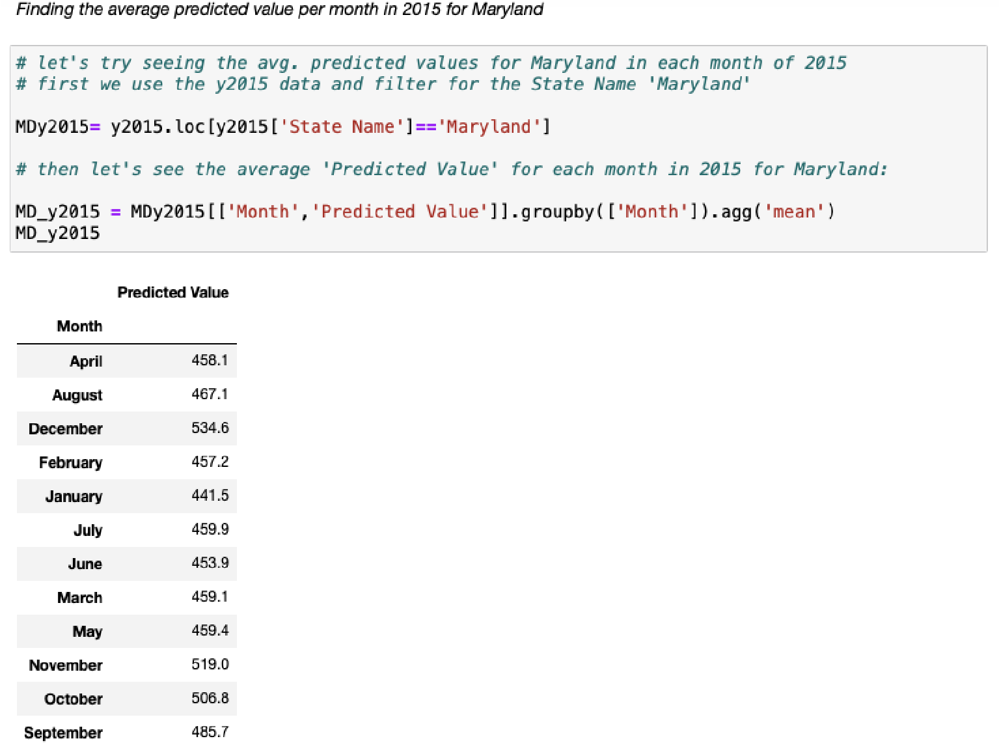 Finding the average predicted value per month in 2015 for Maryland
# let's try seeing the avg. predicted values for Maryland in each month of 2015
# first we use the y2015 data and filter for the State Name 'Maryland'
MDy2015= y2015.loc[y2015['State Name']=='Maryland']
# then let's see the average 'Predicted Value' for each month in 2015 for Maryland:
MD_y2015 = MDy2015[['Month','Predicted Value']].groupby(['Month']).agg('mean')
MD_y2015
Predicted Value
Month
April 458.1
August 467.1
December 534.6
February 457.2
January 441.5
July 459.9
June 453.9
March 459.1
May 459.4
November 519.0
October 506.8
September 485.7